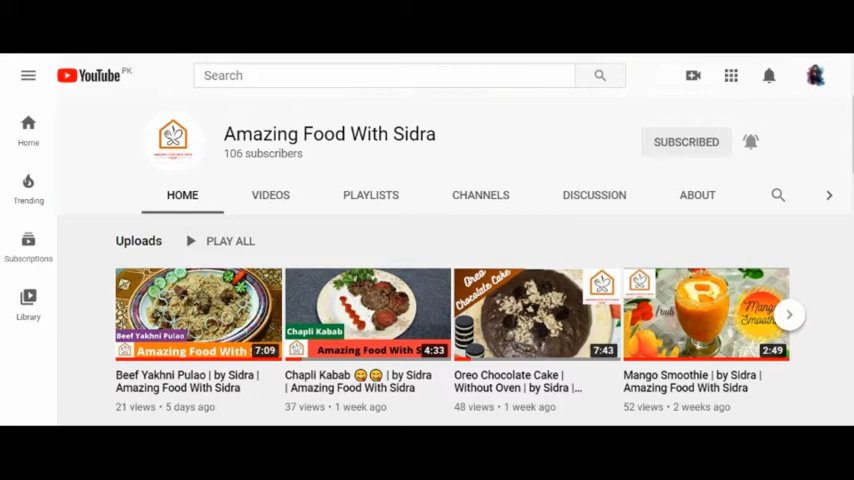 YouTube PK
Search
Amazing Food With Sidra
106 subscribers
SUBSCRIBED
Home
Trending
Subscriptions
Library
HOME VIDEOS PLAYLISTS CHANNELS DISCUSSION ABOUT
Uploads PLAY ALL
Beef Yakhni Pulao
Amazing Food With S
7:09
Chapli Kabab
Amazing Food With S
4:33
Oreo
Chocolate Cake
7:43
Fruit
Mango
Smoothie
2:49
Beef Yakhni Pulao | by Sidra |
Amazing Food With Sidra
21 views • 5 days ago
Chapli Kabab 😋😋 | by Sidra
| Amazing Food With Sidra
37 views • 1 week ago
Oreo Chocolate Cake |
Without Oven | by Sidra |...
48 views • 1 week ago
Mango Smoothie | by Sidra |
Amazing Food With Sidra
52 views • 2 weeks ago